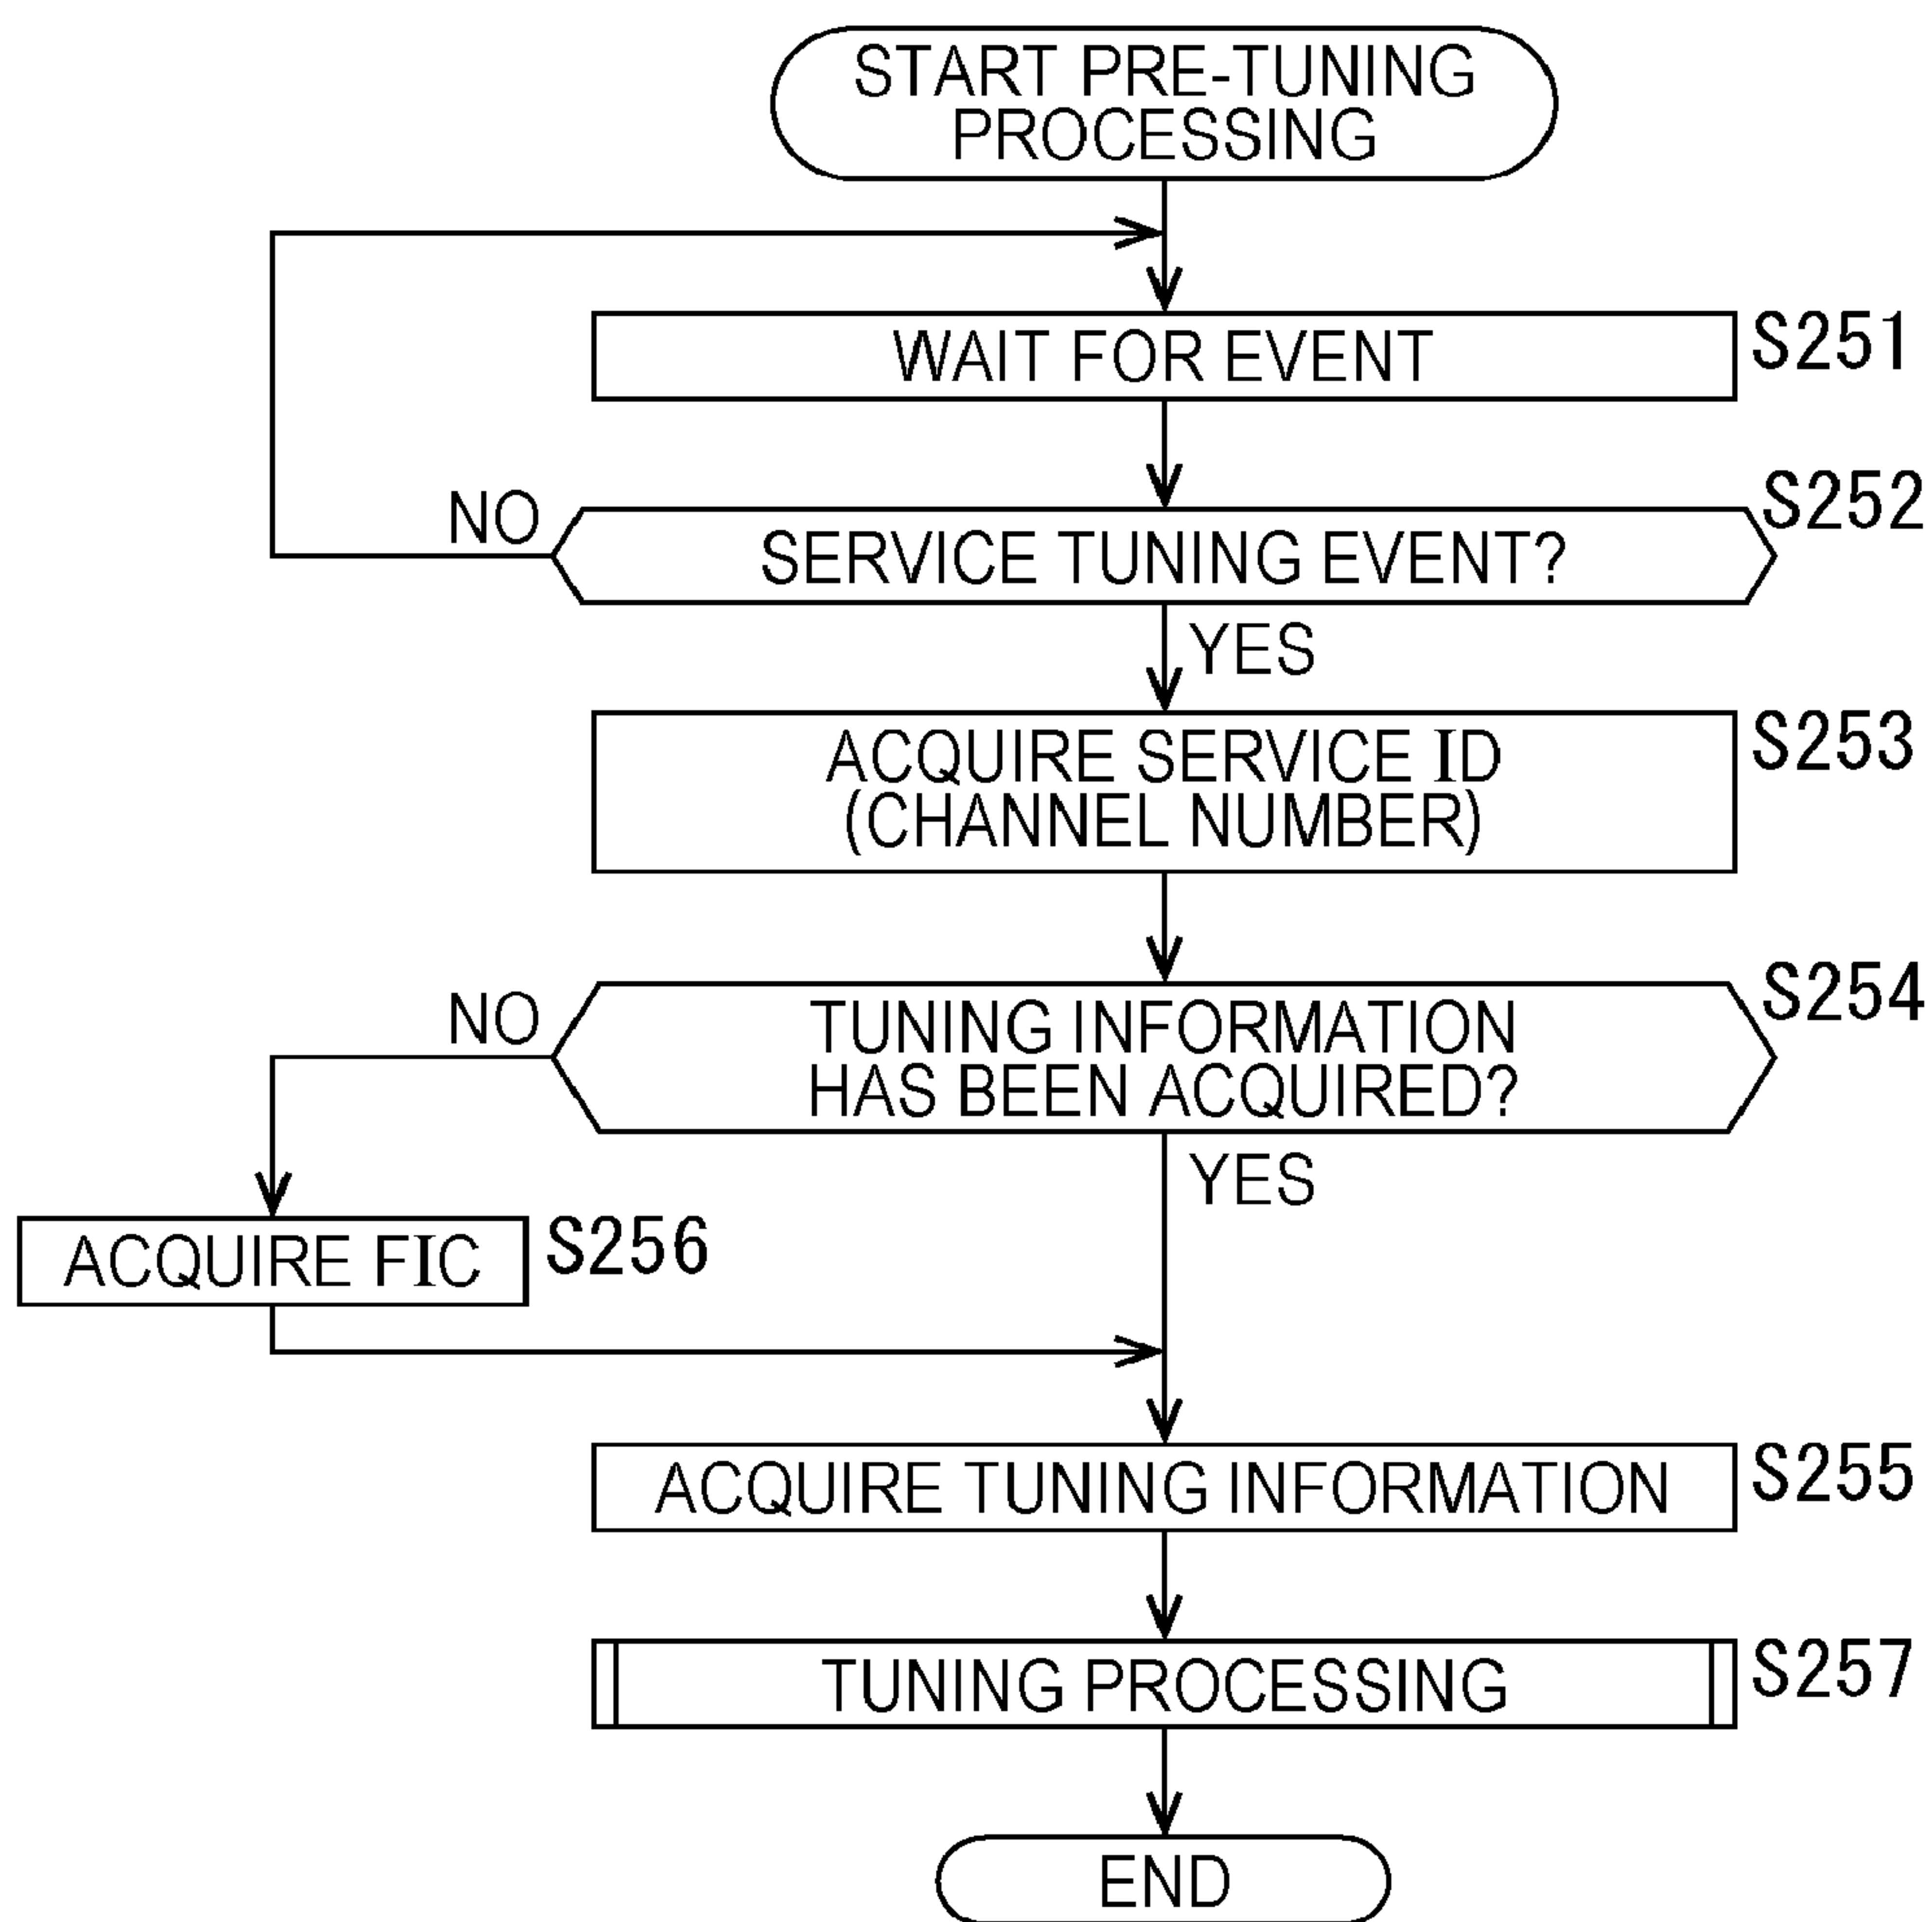 START PRE-TUNING
PROCESSING
WAIT FOR EVENT
S251
NO
SERVICE TUNING EVENT?
S252
YES
ACQUIRE SERVICE ID
(CHANNEL NUMBER)
S253
NO
TUNING INFORMATION
HAS BEEN ACQUIRED?
S254
YES
ACQUIRE FIC
S256
ACQUIRE TUNING INFORMATION
S255
TUNING PROCESSING
S257
END